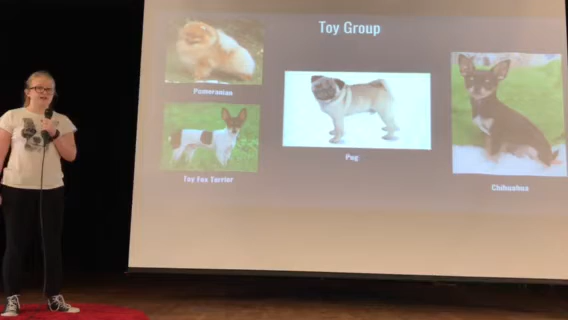 Toy Group
Pomeranian
Toy Fox Terrier
Pug
Chihuahua